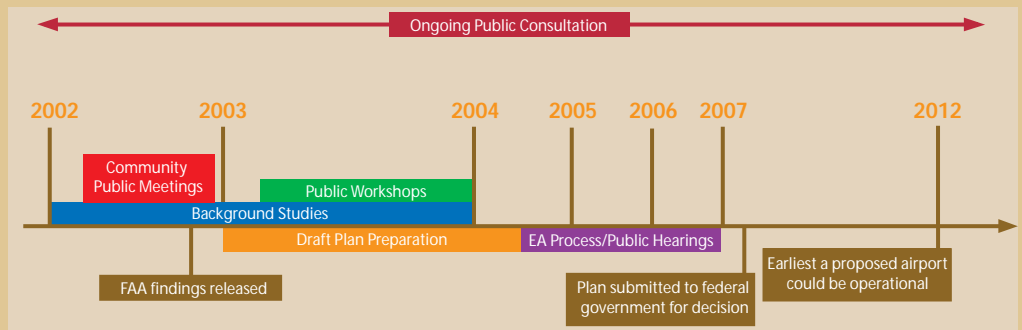 Ongoing Public Consultation
2002
2003
2004
2005
2006
2007
2012
Community
Public Meetings
Public Workshops
Background Studies
Draft Plan Preparation
EA Process/Public Hearings
FAA findings released
Plan submitted to federal
government for decision
Earliest a proposed airport
could be operational